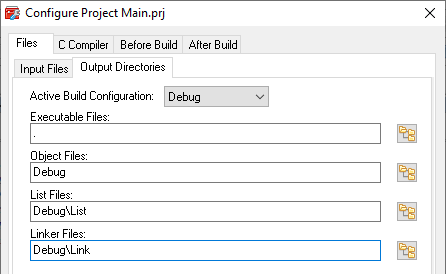 Configure Project Main.prj
Files C Compiler Before Build After Build
Input Files Output Directories
Active Build Configuration: Debug
Executable Files:
.
Object Files:
Debug
List Files:
Debug\List
Linker Files:
Debug\Link